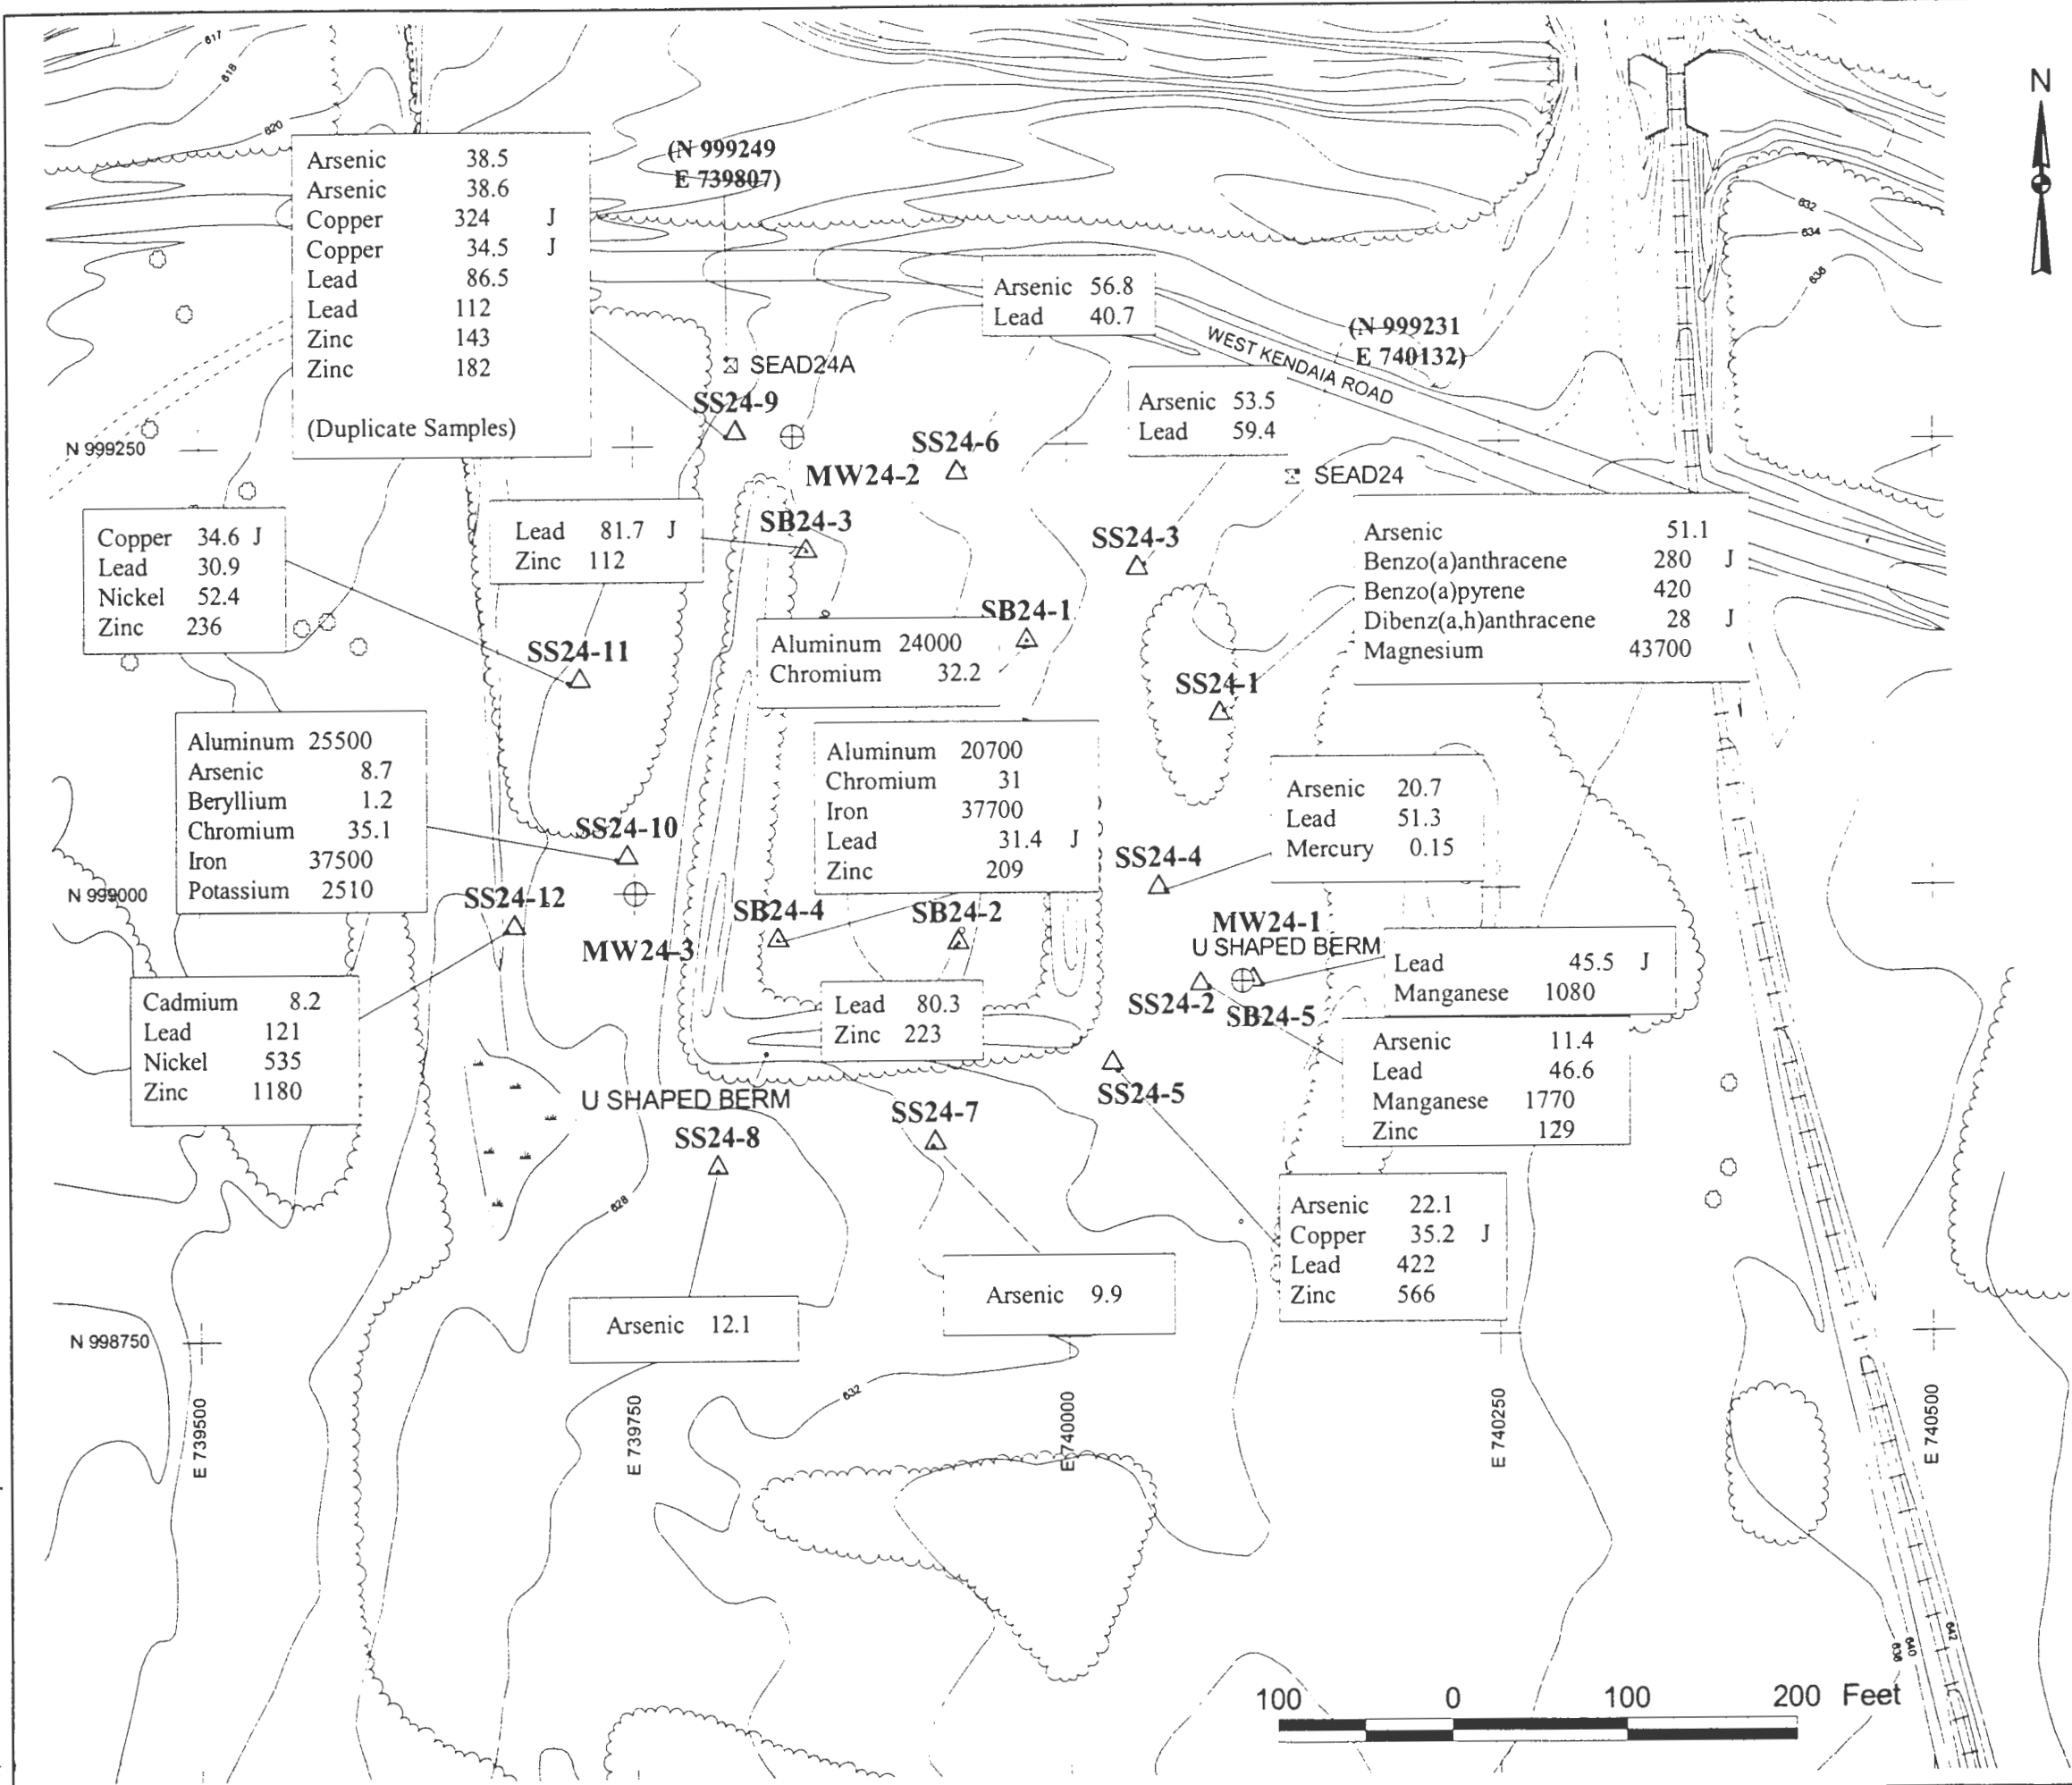 617
618
620
N
Arsenic 38.5
Arsenic 38.6
Copper 324 J
Copper 34.5 J
Lead 86.5
Lead 112
Zinc 143
Zinc 182
(Duplicate Samples)
(N 999249
E 739807)
632
634
636
Arsenic 56.8
Lead 40.7
WEST KENDAIA ROAD
(N 999231
E 740132)
SEAD24A
SS24-9
Arsenic 53.5
Lead 59.4
N 999250
SS24-6
MW24-2
SEAD24
Copper 34.6 J
Lead 30.9
Nickel 52.4
Zinc 236
Lead 81.7 J
Zinc 112
SB24-3
SS24-3
Arsenic 51.1
Benzo(a)anthracene 280 J
Benzo(a)pyrene 420
Dibenz(a,h)anthracene 28 J
Magnesium 43700
SB24-1
SS24-11
Aluminum 24000
Chromium 32.2
SS24-1
Aluminum 25500
Arsenic 8.7
Beryllium 1.2
Chromium 35.1
Iron 37500
Potassium 2510
Aluminum 20700
Chromium 31
Iron 37700
Lead 31.4 J
Zinc 209
Arsenic 20.7
Lead 51.3
Mercury 0.15
SS24-10
SS24-4
N 999000
SS24-12
SB24-4
SB24-2
MW24-1
MW24-3
U SHAPED BERM
Lead 45.5 J
Manganese 1080
Cadmium 8.2
Lead 121
Nickel 535
Zinc 1180
Lead 80.3
Zinc 223
SS24-2
SB24-5
Arsenic 11.4
Lead 46.6
Manganese 1770
Zinc 129
U SHAPED BERM
SS24-5
SS24-7
SS24-8
628
Arsenic 22.1
Copper 35.2 J
Lead 422
Zinc 566
Arsenic 9.9
Arsenic 12.1
N 998750
632
E 739500
E 739750
E 740000
E 740250
E 740500
638
640
642
100 0 100 200 Feet